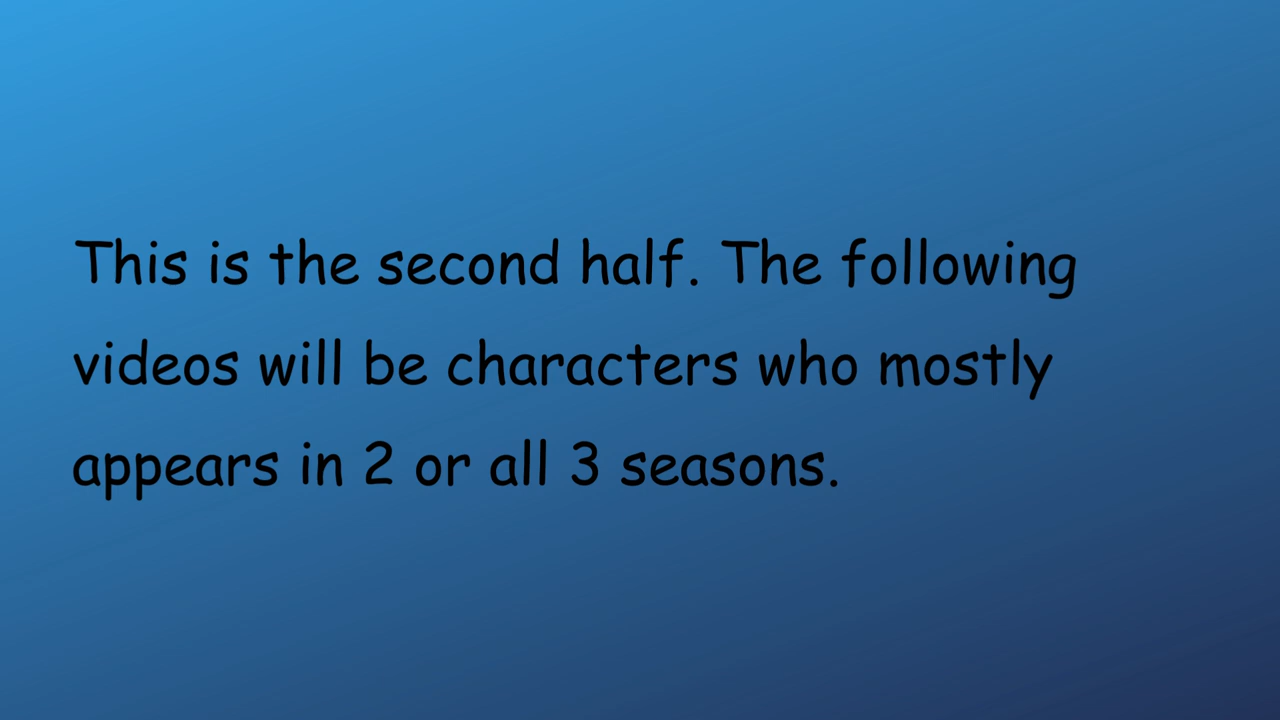 This is the second half. The following
videos will be characters who mostly
appears in 2 or all 3 seasons.